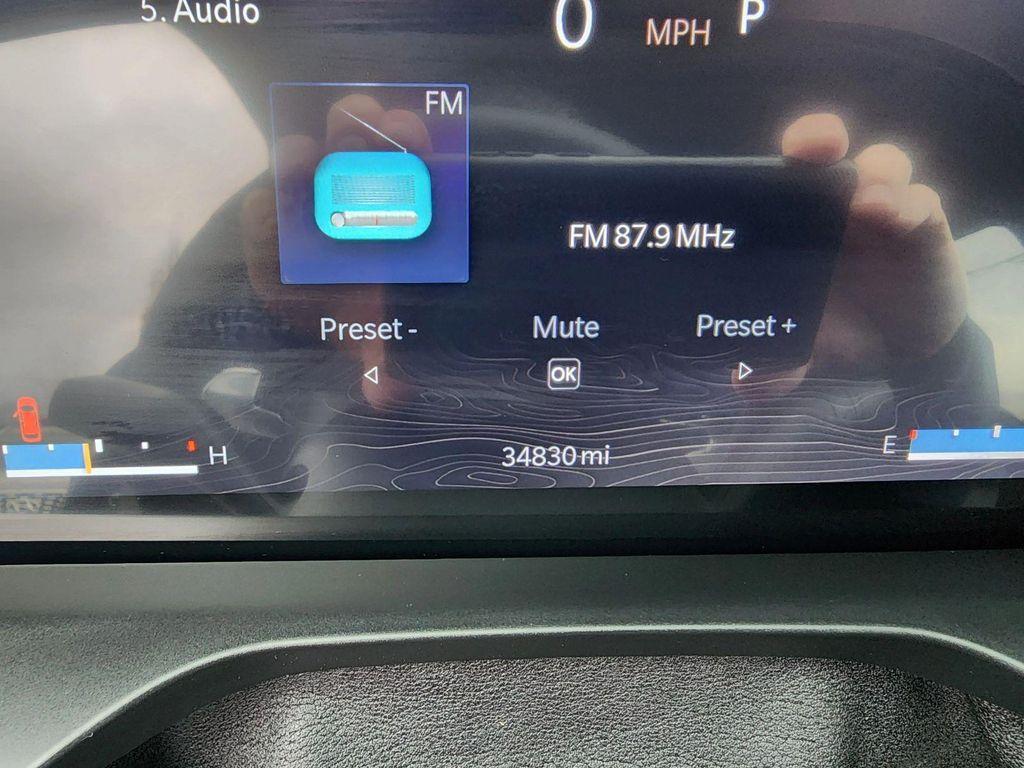 5. Audio
0 MPH P
FM
FM 87.9 MHz
Preset - Mute Preset +
OK
H 34830 mi E